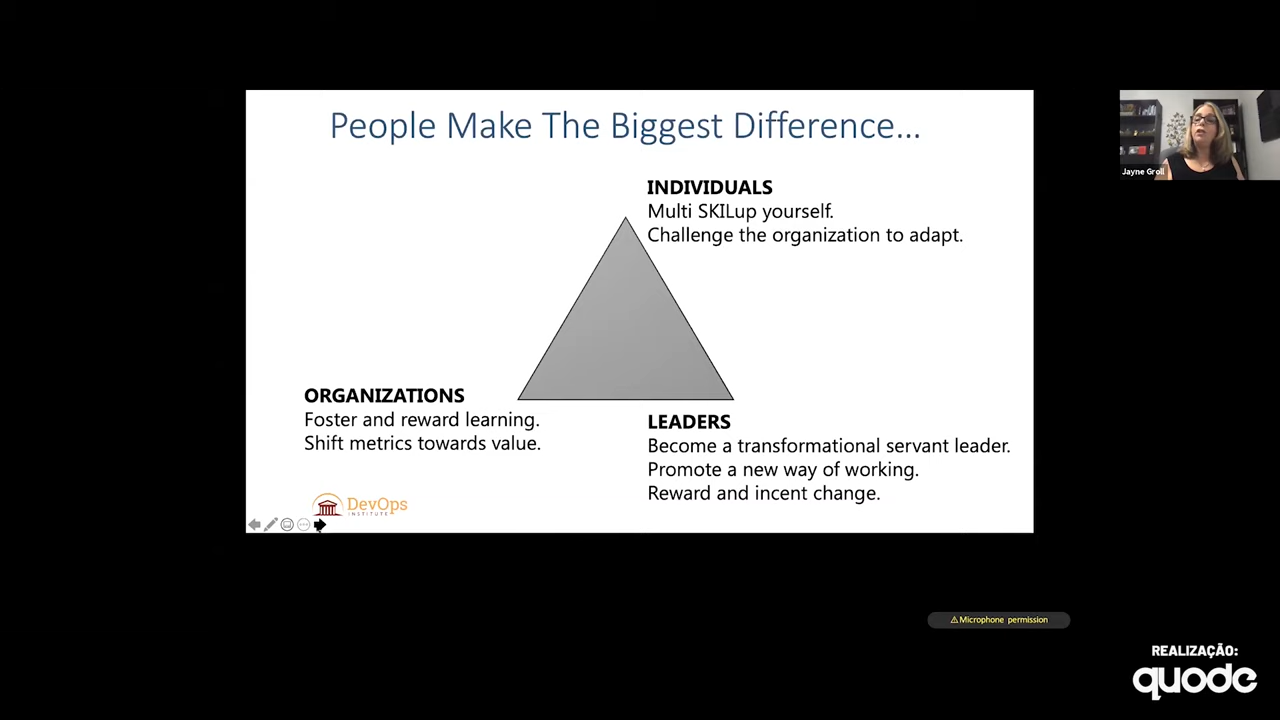 People Make The Biggest Difference...
INDIVIDUALS
Multi SKILup yourself.
Challenge the organization to adapt.
ORGANIZATIONS
Foster and reward learning.
Shift metrics towards value.
LEADERS
Become a transformational servant leader.
Promote a new way of working.
Reward and incent change.
DevOps
INSTITUTE
Jayne Groll
Microphone permission
REALIZAÇÃO:
quode